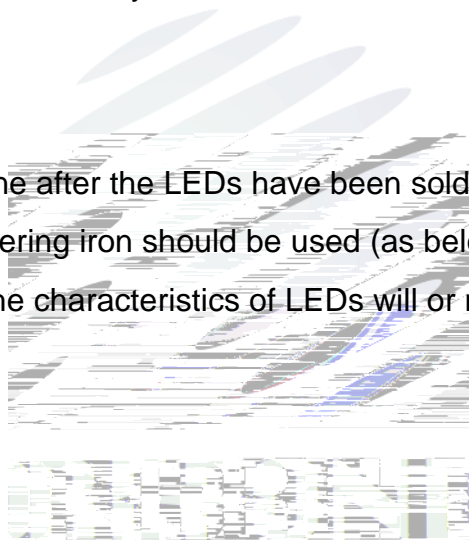 ne after the LEDs have been sold
ering iron should be used (as bel
ne characteristics of LEDs will or